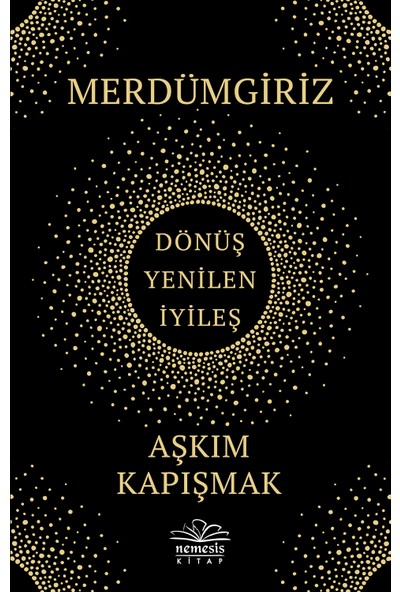 MERDÜMGİRİZ
DÖNÜŞ
YENİLEN
İYİLEŞ
AŞKIM
KAPIŞMAK
nemesis
KİTAP